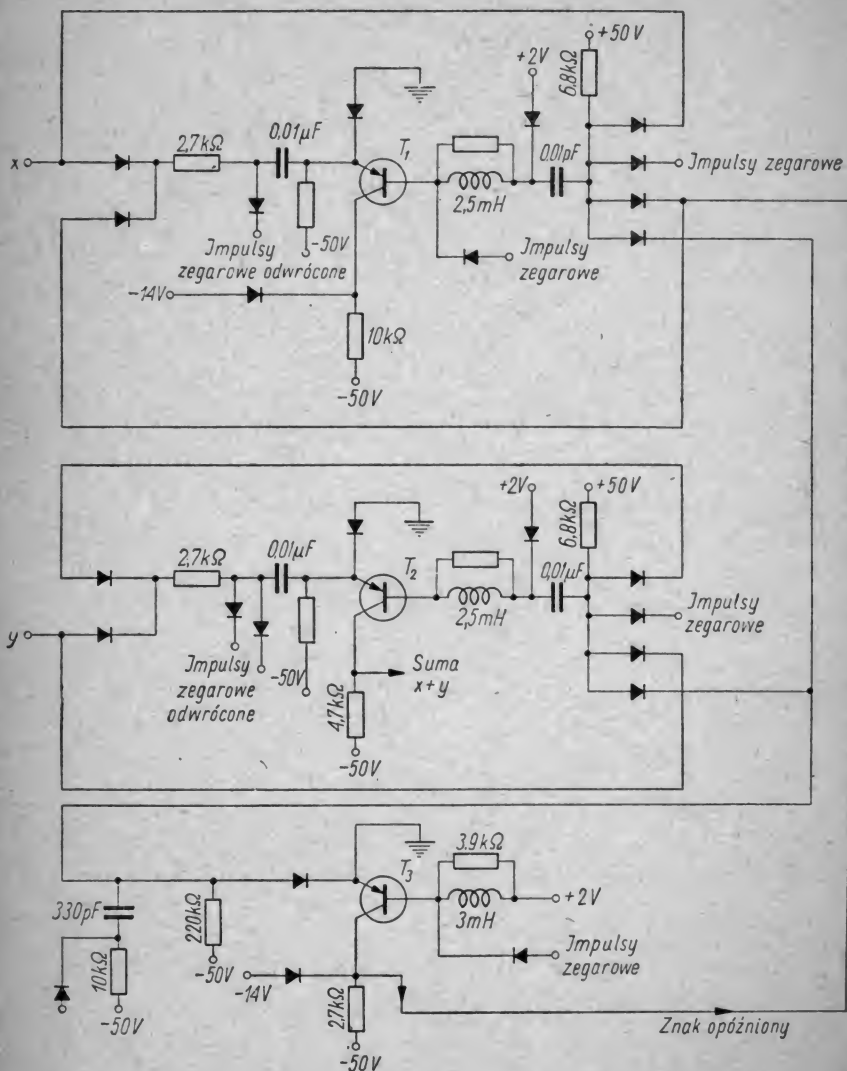 +50V
+2V
6,8kΩ
2,7kΩ
0,01μF
T₁
0,01pF
x
Impulsy zegarowe
2,5mH
Impulsy
zegarowe odwrócone
-50V
Impulsy
zegarowe
-14V
10kΩ
-50V
+2V
+50V
6,8kΩ
2,7kΩ
0,01μF
T₂
0,01μF
2,5mH
Impulsy
zegarowe
y
Impulsy
zegarowe
odwrócone
-50V
Suma
x+y
4,7kΩ
-50V
3.9kΩ
T₃
330pF
220kΩ
3mH
+2V
10kΩ
-50V
-50V
-14V
Impulsy
zegarowe
2,7kΩ
-50V
Znak opóźniony